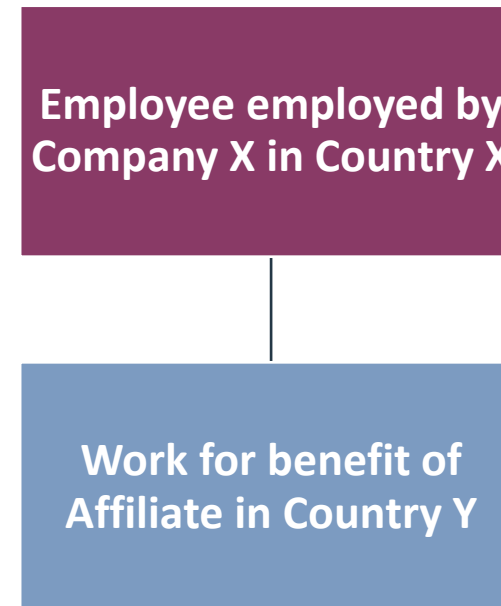 Employee employed by
Company X in Country X
Work for benefit of
Affiliate in Country Y